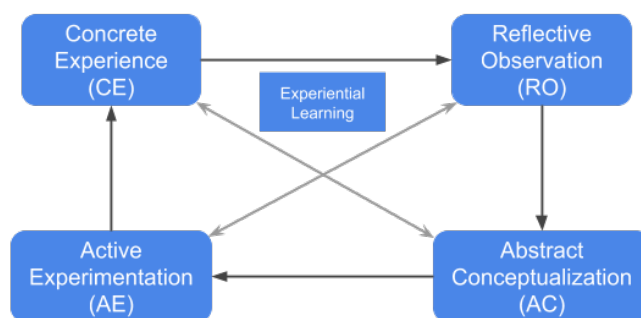 Concrete
Experience
(CE)
Reflective
Observation
(RO)
Experiential
Learning
Active
Experimentation
(AE)
Abstract
Conceptualization
(AC)